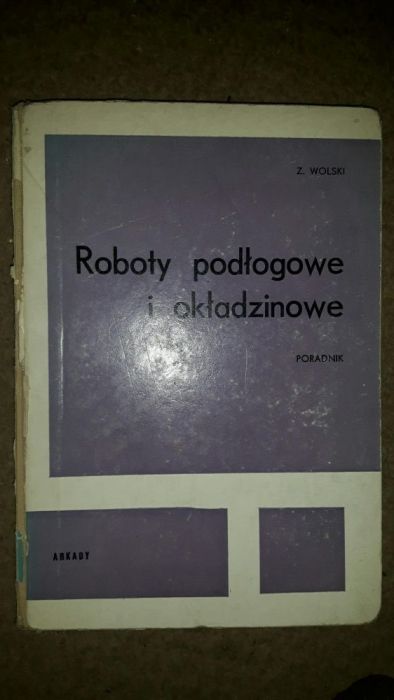 Z. WOLSKI
Roboty podłogowe
i okładzinowe
PORADNIK
ARKADY